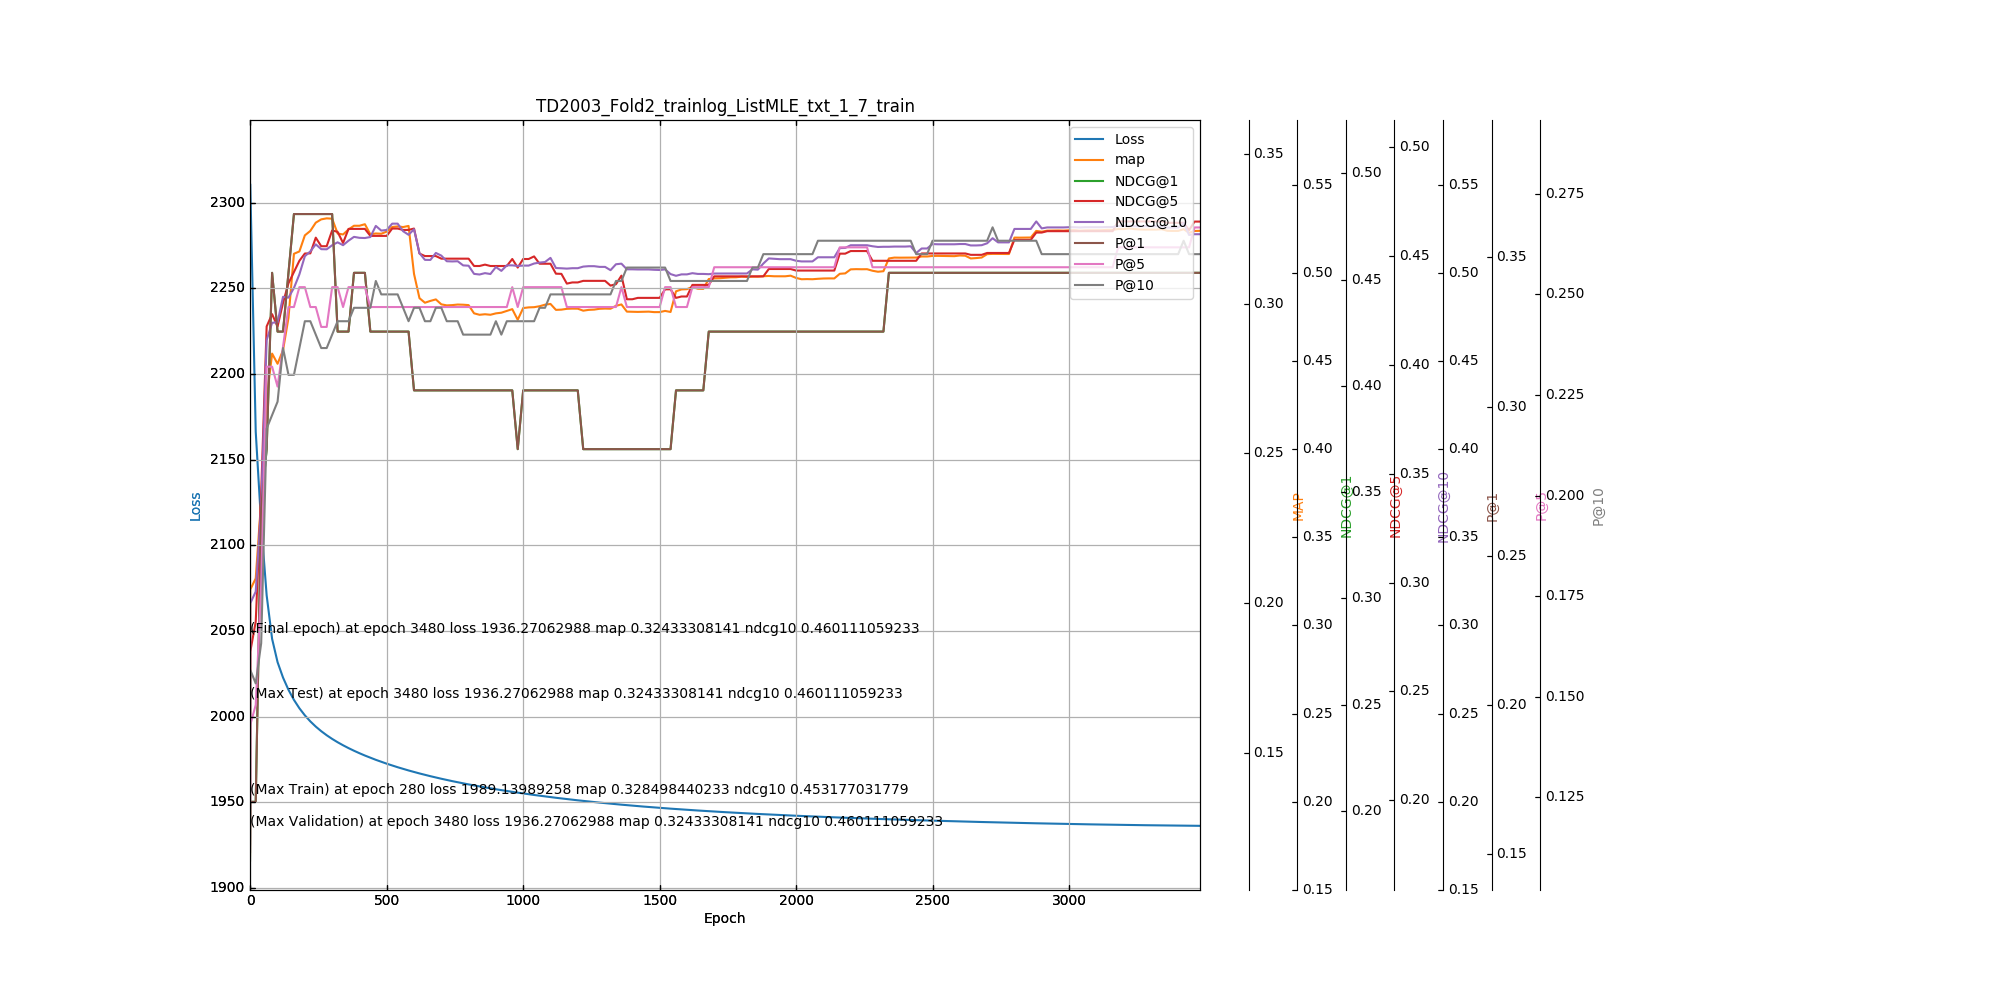 TD2003_Fold2_trainlog_ListMLE_txt_1_7_train
Loss
map
NDCG@1
NDCG@5
NDCG@10
P@1
P@5
P@10
2300
2250
2200
2150
2100
2050
2000
1950
1900
Loss
(Final epoch) at epoch 3480 loss 1936.27062988 map 0.32433308141 ndcg10 0.460111059233
(Max Test) at epoch 3480 loss 1936.27062988 map 0.32433308141 ndcg10 0.460111059233
(Max Train) at epoch 280 loss 1989.13989258 map 0.328498440233 ndcg10 0.453177031779
(Max Validation) at epoch 3480 loss 1936.27062988 map 0.32433308141 ndcg10 0.460111059233
0 500 1000 1500 2000 2500 3000
Epoch
0.35
0.30
0.25
0.20
0.15
MAP
0.55
0.50
0.45
0.40
0.35
0.30
0.25
0.20
0.15
NDCG@1
0.50
0.45
0.40
0.35
0.30
0.25
0.20
NDCG@5
0.50
0.45
0.40
0.35
0.30
0.25
0.20
NDCG@10
0.55
0.50
0.45
0.40
0.35
0.30
0.25
0.20
0.15
P@1
0.35
0.30
0.25
0.20
0.15
P@5
0.275
0.250
0.225
0.200
0.175
0.150
0.125
P@10